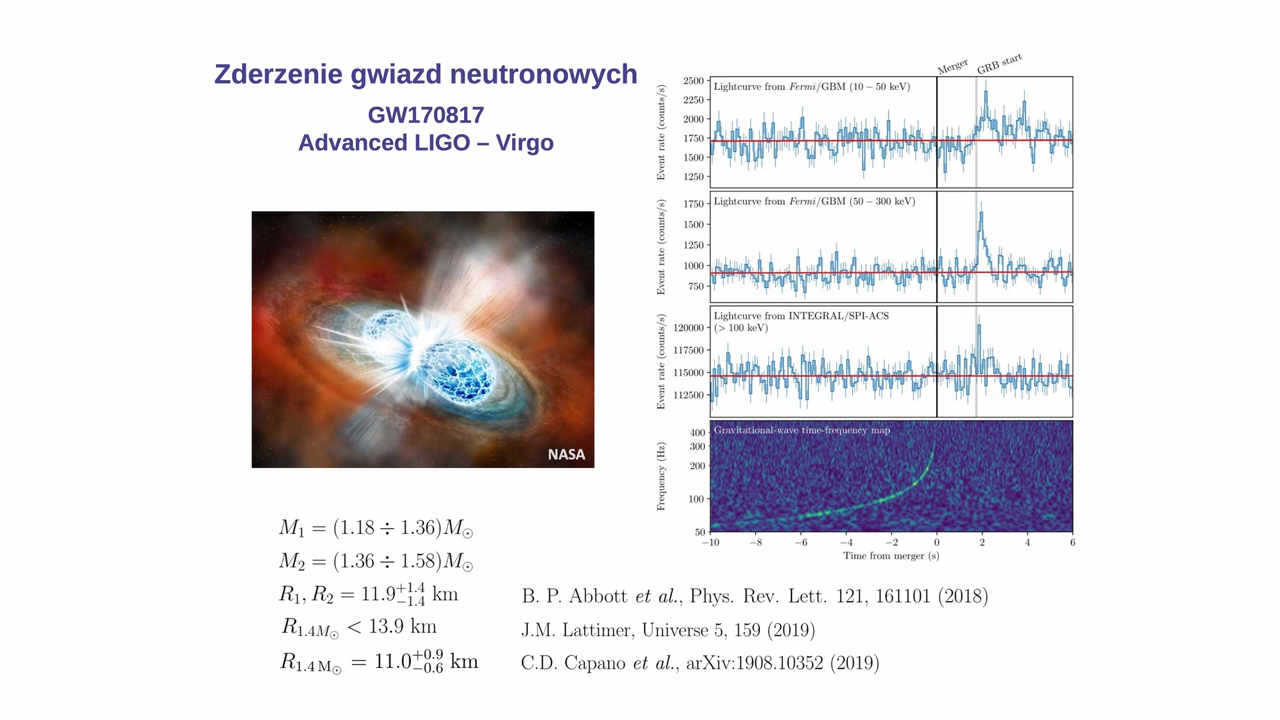 Zderzenie gwiazd neutronowych
GW170817
Advanced LIGO – Virgo
NASA
M₁ = (1.18 ÷ 1.36)M☉
M₂ = (1.36 ÷ 1.58)M☉
R₁, R₂ = 11.9 +1.4 −1.4 km
B. P. Abbott et al., Phys. Rev. Lett. 121, 161101 (2018)
R1.4M☉ < 13.9 km
J.M. Lattimer, Universe 5, 159 (2019)
R1.4 M☉ = 11.0 +0.9 −0.6 km
C.D. Capano et al., arXiv:1908.10352 (2019)
Merger
GRB start
Lightcurve from Fermi/GBM (10 − 50 keV)
Event rate (counts/s)
2500
2250
2000
1750
1500
1250
Lightcurve from Fermi/GBM (50 − 300 keV)
Event rate (counts/s)
1750
1500
1250
1000
750
Lightcurve from INTEGRAL/SPI-ACS
(> 100 keV)
Event rate (counts/s)
120000
117500
115000
112500
Gravitational-wave time-frequency map
Frequency (Hz)
400
300
200
100
50
−10 −8 −6 −4 −2 0 2 4 6
Time from merger (s)